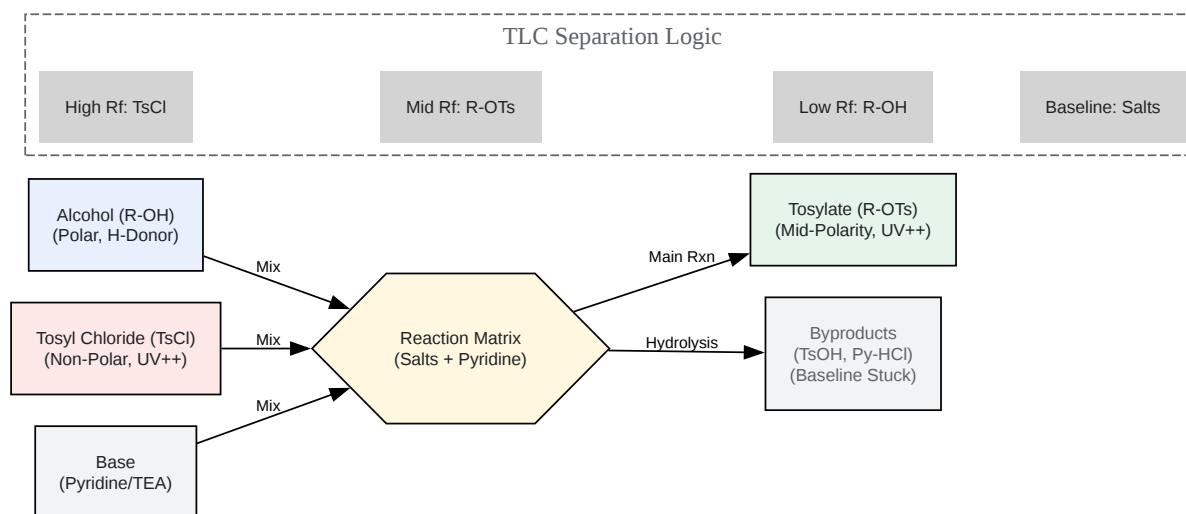 TLC Separation Logic
High Rf: TsCl
Mid Rf: R-OTs
Low Rf: R-OH
Baseline: Salts
Alcohol (R-OH)
(Polar, H-Donor)
Tosylate (R-OTs)
(Mid-Polarity, UV++)
Mix
Main Rxn
Tosyl Chloride (TsCl)
(Non-Polar, UV++)
Mix
Reaction Matrix
(Salts + Pyridine)
Hydrolysis
Byproducts
(TsOH, Py-HCl)
(Baseline Stuck)
Mix
Base
(Pyridine/TEA)